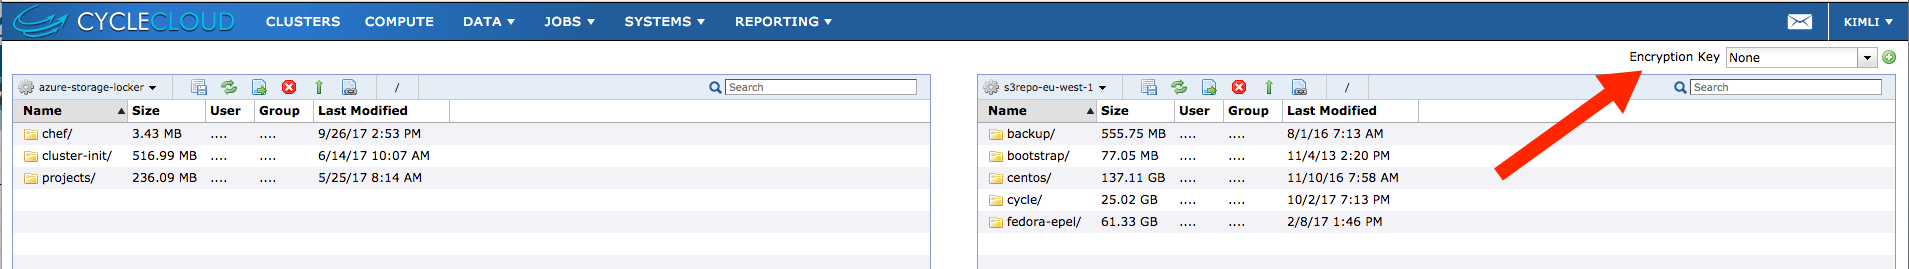 CYCLECLOUD CLUSTERS COMPUTE DATA JOBS SYSTEMS REPORTING KIMLI
Encryption Key None
azure-storage-locker / Search
Name Size User Group Last Modified
chef/ 3.43 MB .... .... 9/26/17 2:53 PM
cluster-init/ 516.99 MB .... .... 6/14/17 10:07 AM
projects/ 236.09 MB .... .... 5/25/17 8:14 AM
s3repo-eu-west-1 / Search
Name Size User Group Last Modified
backup/ 555.75 MB .... .... 8/1/16 7:13 AM
bootstrap/ 77.05 MB .... .... 11/4/13 2:20 PM
centos/ 137.11 GB .... .... 11/10/16 7:58 AM
cycle/ 25.02 GB .... .... 10/2/17 7:13 PM
fedora-epel/ 61.33 GB .... .... 2/8/17 1:46 PM